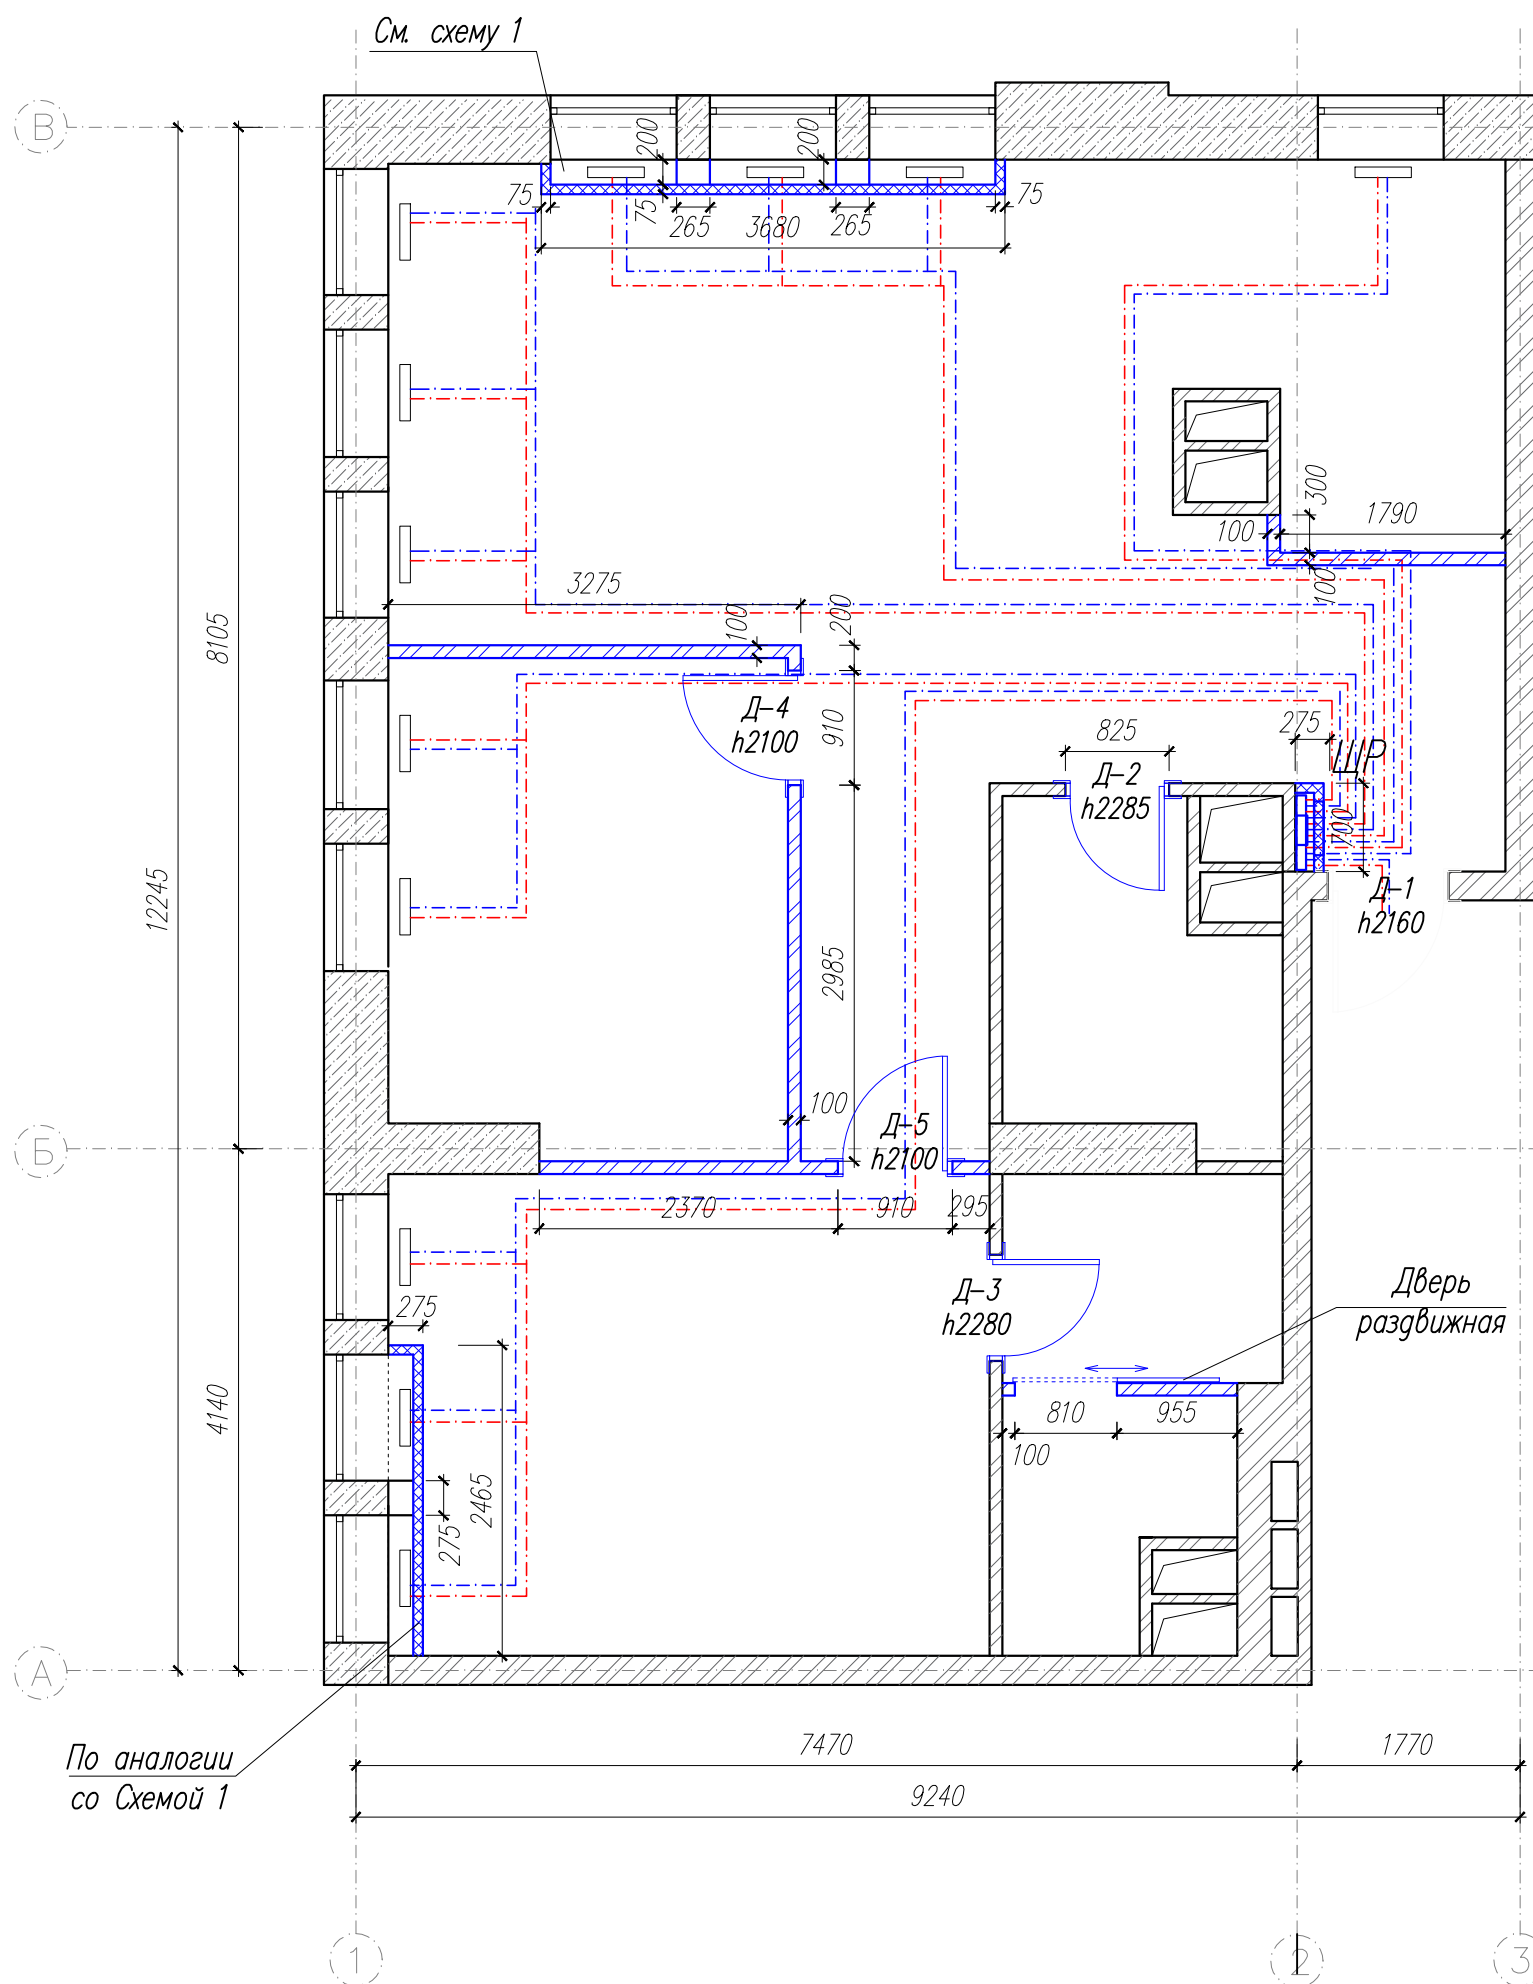 См. схему 1
В
200
200
75
75
75
265
3680
265
300
100
1790
100
3275
100
200
8105
Д-4
h2100
910
825
275
ЩР
Д-2
h2285
700
12245
Д-1
h2160
2985
100
Д-5
h2100
Б
2370
910
295
275
Д-3
h2280
Дверь
раздвижная
4140
810
955
100
2465
275
А
По аналогии
со Схемой 1
7470
1770
9240
1
2
3